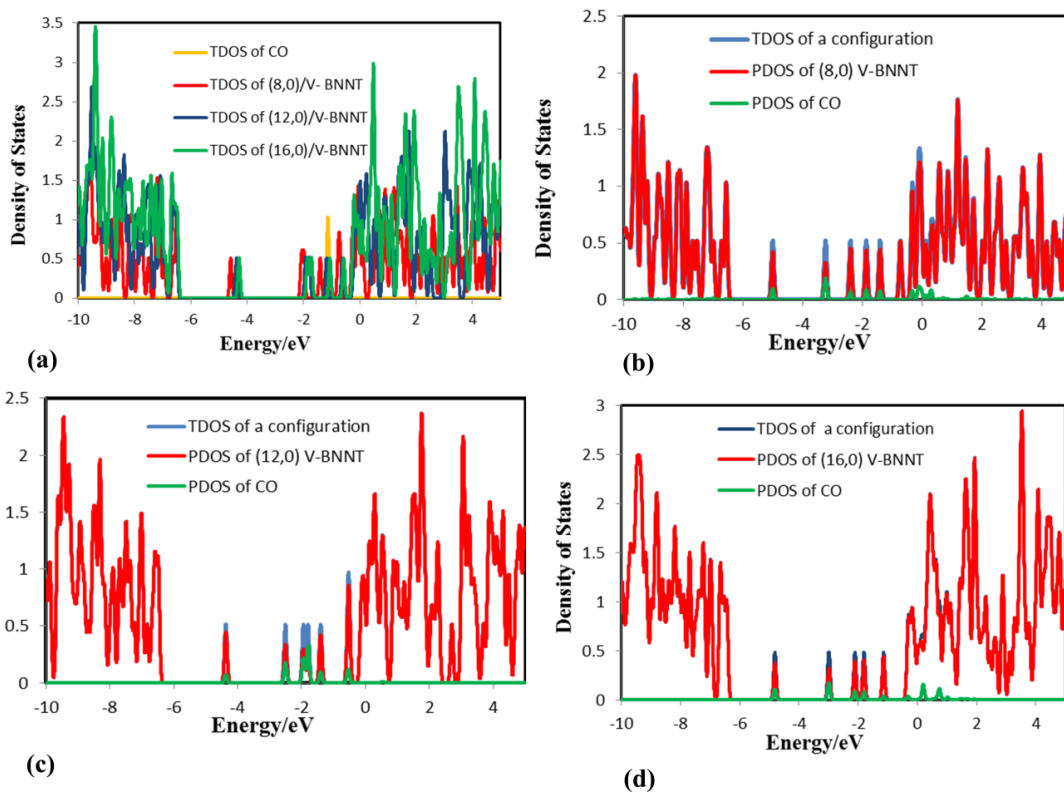 3.5
3
2.5
2
1.5
1
0.5
0
Density of States
TDOS of CO
TDOS of (8,0)/V- BNNT
TDOS of (12,0)/V-BNNT
TDOS of (16,0)/V-BNNT
-10 -8 -6 -4 -2 0 2 4
Energy/eV
(a)
2.5
2
1.5
1
0.5
0
Density of States
TDOS of a configuration
PDOS of (8,0) V-BNNT
PDOS of CO
-10 -8 -6 -4 -2 0 2 4
Energy/eV
(b)
2.5
2
1.5
1
0.5
0
TDOS of a configuration
PDOS of (12,0) V-BNNT
PDOS of CO
-10 -8 -6 -4 -2 0 2 4
Energy/eV
(c)
3
2.5
2
1.5
1
0.5
0
Density of States
TDOS of a configuration
PDOS of (16,0) V-BNNT
PDOS of CO
-10 -8 -6 -4 -2 0 2 4
Energy/eV
(d)